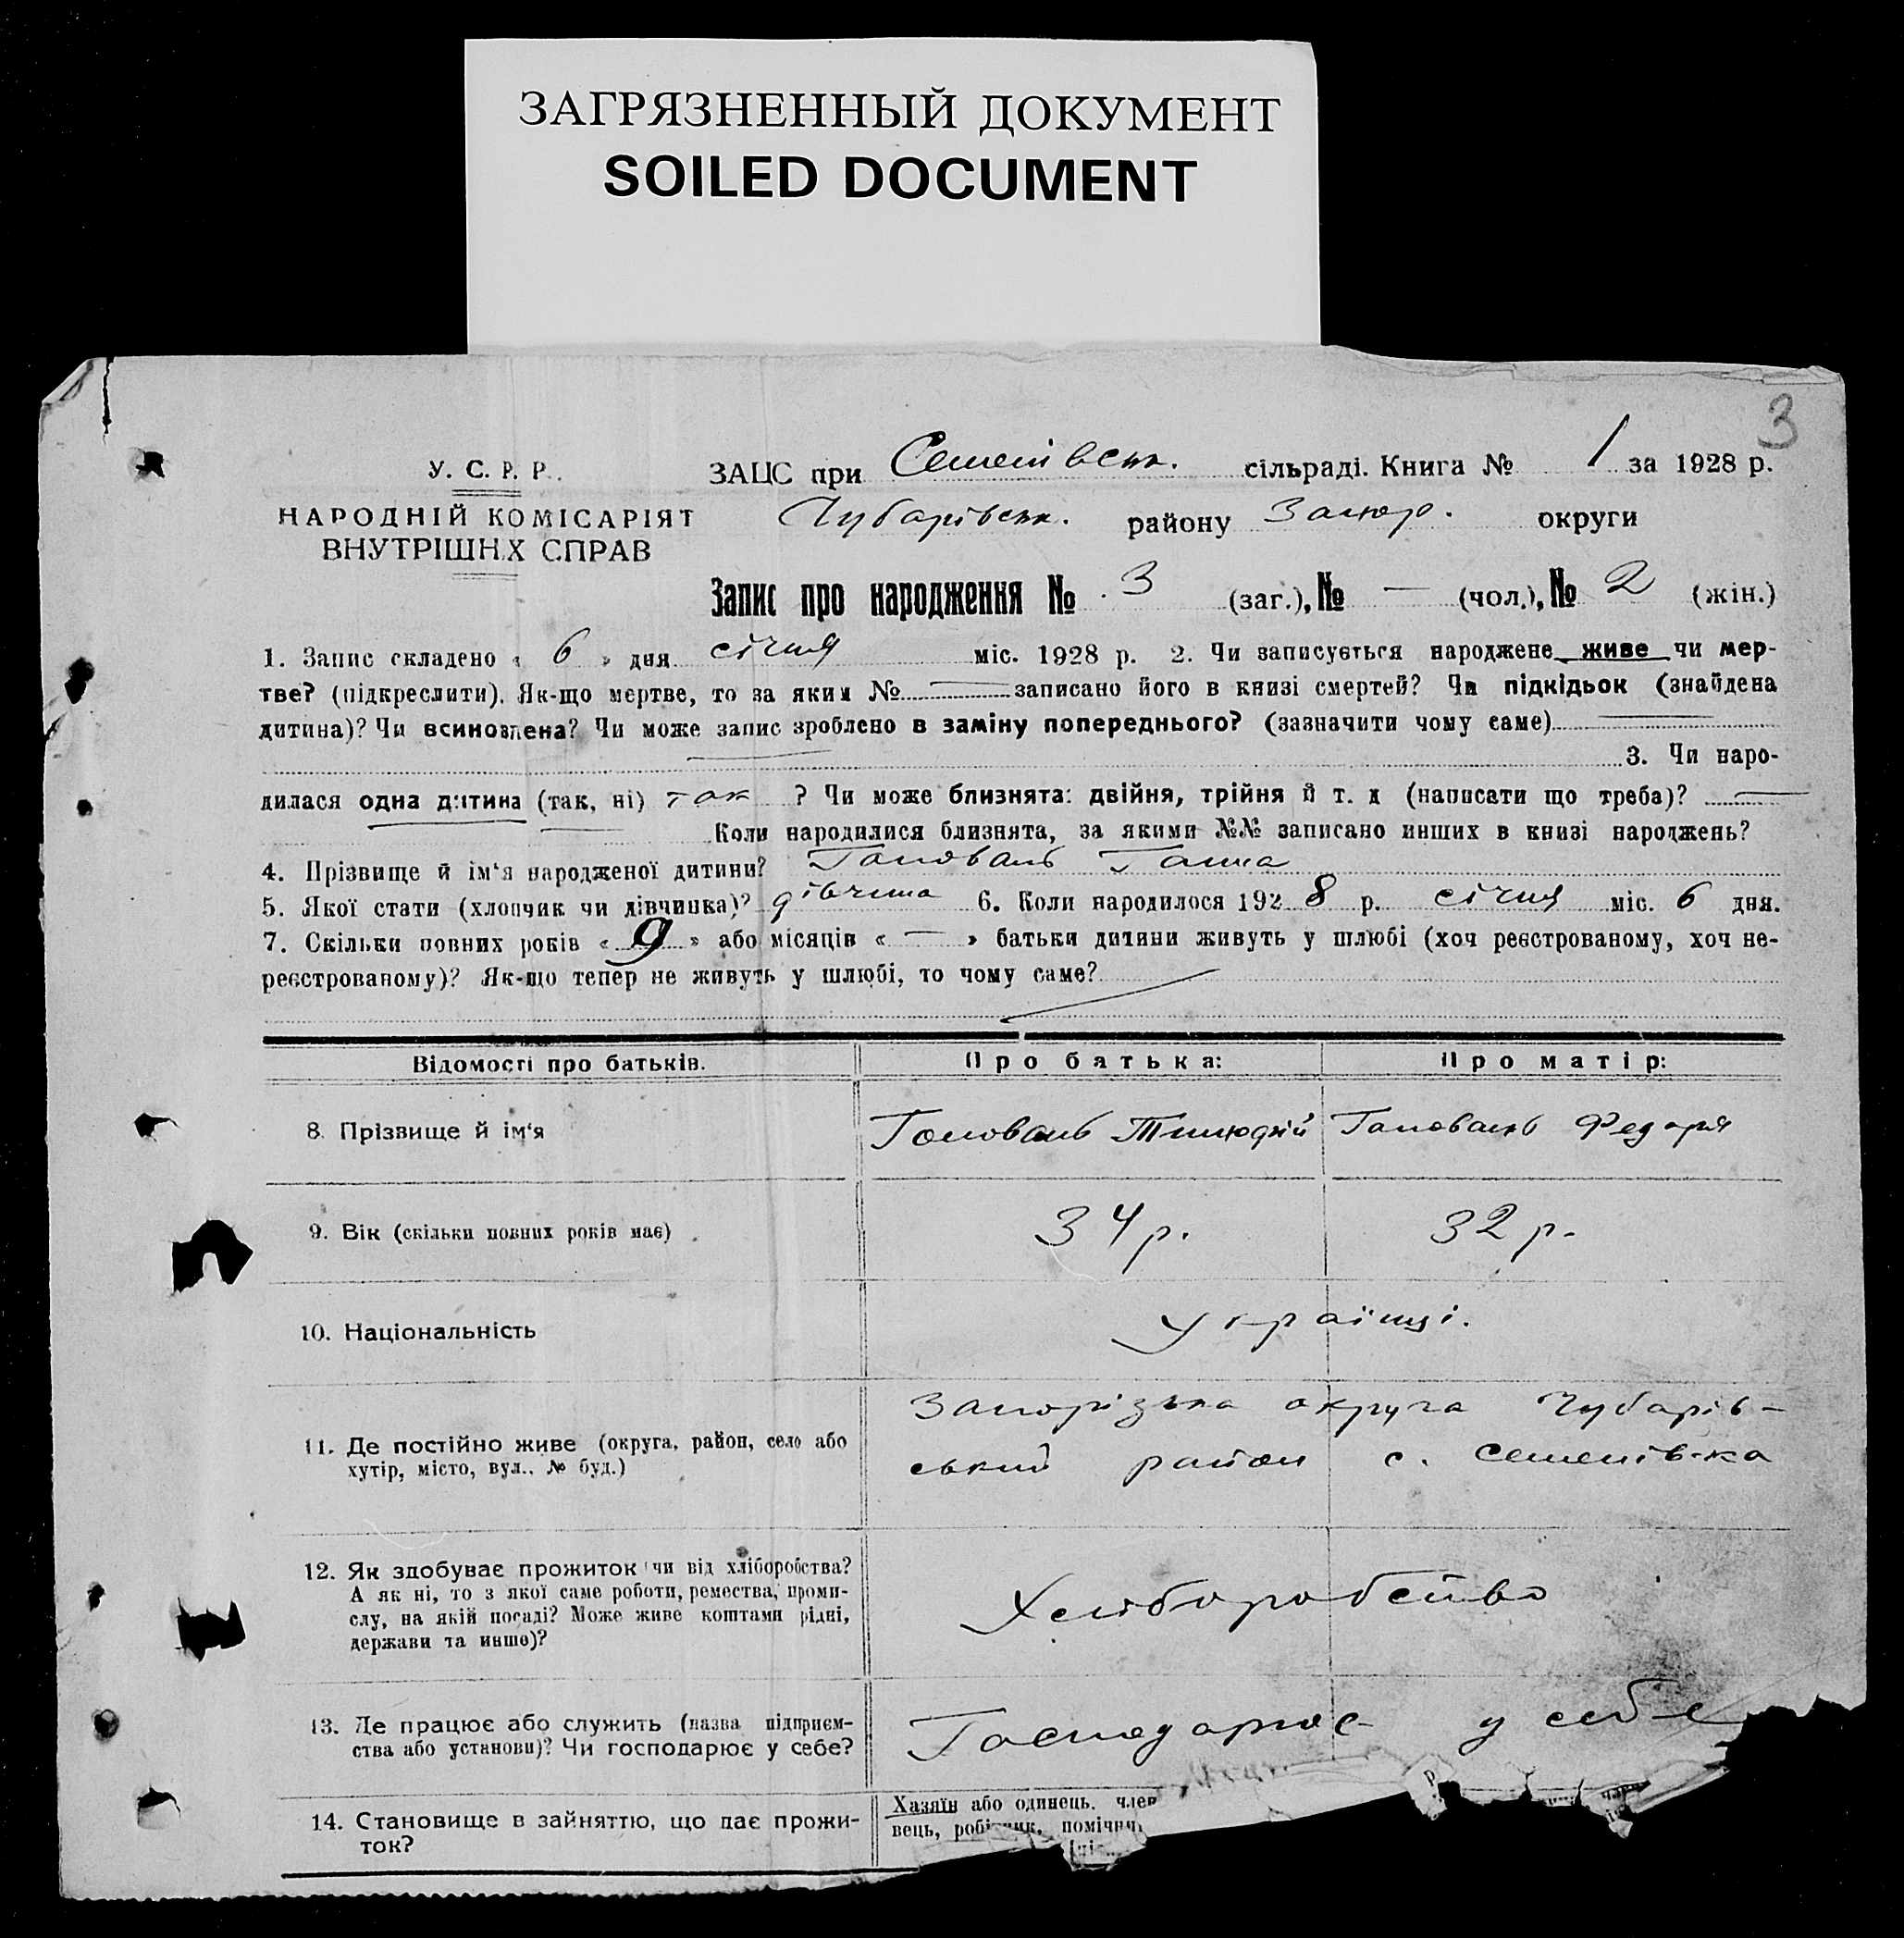 ЗАГРЯЗНЕННЫЙ ДОКУМЕНТ
SOILED DOCUMENT
3
У. С. Р. Р.
НАРОДНІЙ КОМІСАРІЯТ
ВНУТРІШНІХ СПРАВ
ЗАЦС при Семенівськ. сільраді. Книга № 1 за 1928 р.
Чубарівськ. району Запор. округи
Запис про народження № 3 (заг.), № — (чол.), № 2 (жін.)
1. Запис складено « 6 » дня січня міс. 1928 р. 2. Чи записується народжене живе чи мер-
тве? (підкреслити). Як-що мертве, то за яким № — записано його в книзі смертей? Чи підкідьок (знайдена
дитина)? Чи всиновлена? Чи може запис зроблено в заміну попереднього? (зазначити чому саме) —
— 3. Чи наро-
дилася одна дитина (так, ні) так ? Чи може близнята: двійня, трійня й т. д (написати що треба)? —
— Коли народилися близнята, за якими №№ записано инших в книзі народжень?
4. Прізвище й ім'я народженої дитини? Головань Ганна
5. Якої стати (хлопчик чи дівчинка)? дівчина 6. Коли народилося 1928 р. січня міс. 6 дня.
7. Скільки повних років « 9 » або місяців « — » батьки дитини живуть у шлюбі (хоч реєстрованому, хоч не-
реєстрованому)? Як-що тепер не живуть у шлюбі, то чому саме?
Відомості про батьків. Про батька: Про матір:
8. Прізвище й ім'я Головань Тимофій Головань Федора
9. Вік (скільки повних років має) 34 р. 32 р.
10. Національність Українці.
11. Де постійно живе (округа, район, село або
хутір, місто, вул., № буд.)
Запорізька округа Чубарів-
ський район с. Семенівка
12. Як здобуває прожиток чи від хліборобства?
А як ні, то з якої саме роботи, ремества, проми-
слу, на якій посаді? Може живе коштами рідні,
держави та инше)?
Хліборобство
13. Де працює або служить (назва підприєм-
ства або установи)? Чи господарює у себе?
Господарює у себе
14. Становище в зайняттю, що дає прожи-
ток?
Хазяїн або одинець, член
вець, робітник, помічни